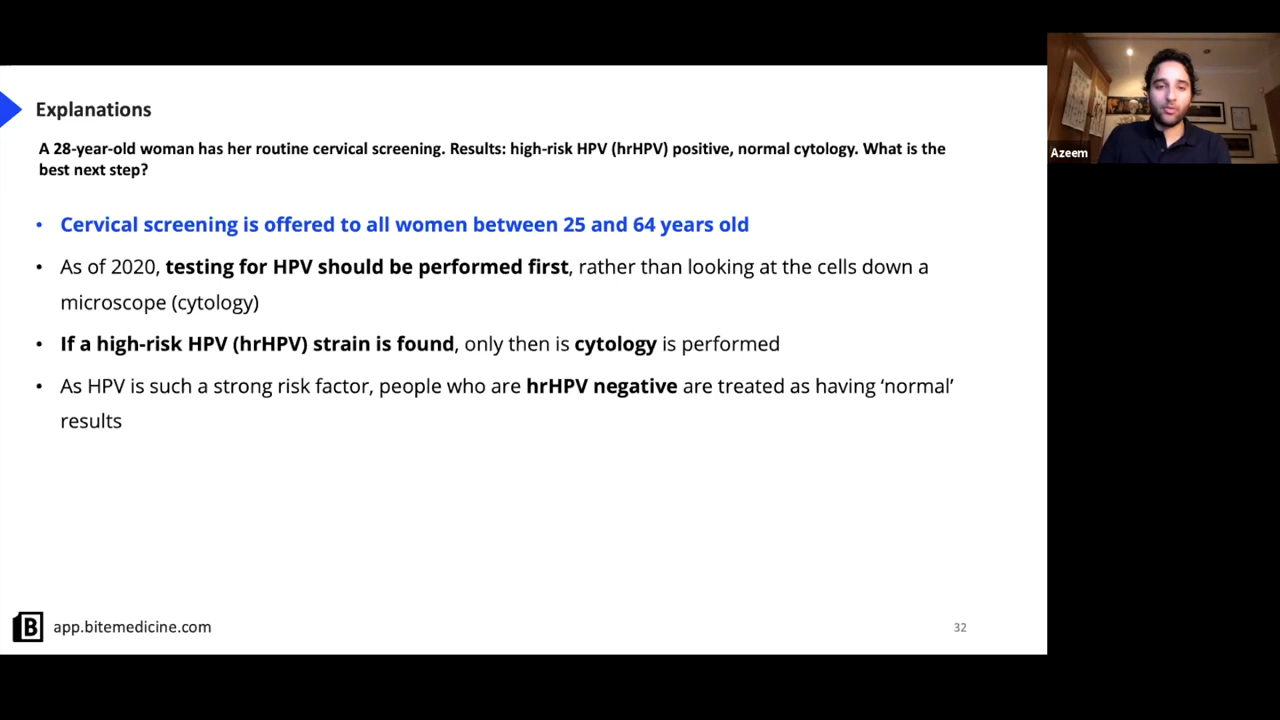 Explanations
A 28-year-old woman has her routine cervical screening. Results: high-risk HPV (hrHPV) positive, normal cytology. What is the
best next step?
• Cervical screening is offered to all women between 25 and 64 years old
• As of 2020, testing for HPV should be performed first, rather than looking at the cells down a
microscope (cytology)
• If a high-risk HPV (hrHPV) strain is found, only then is cytology is performed
• As HPV is such a strong risk factor, people who are hrHPV negative are treated as having ‘normal’
results
B app.bitemedicine.com
32
Azeem